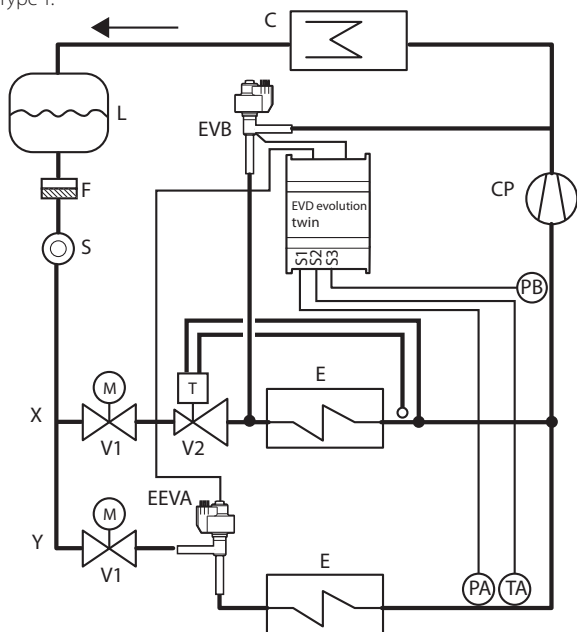 Type 1.
C
L
EVB
CP
F
EVD evolution
twin
S
S1
S2
S3
PB
M
T
E
X
V1
V2
EEVA
M
E
Y
V1
PA
TA